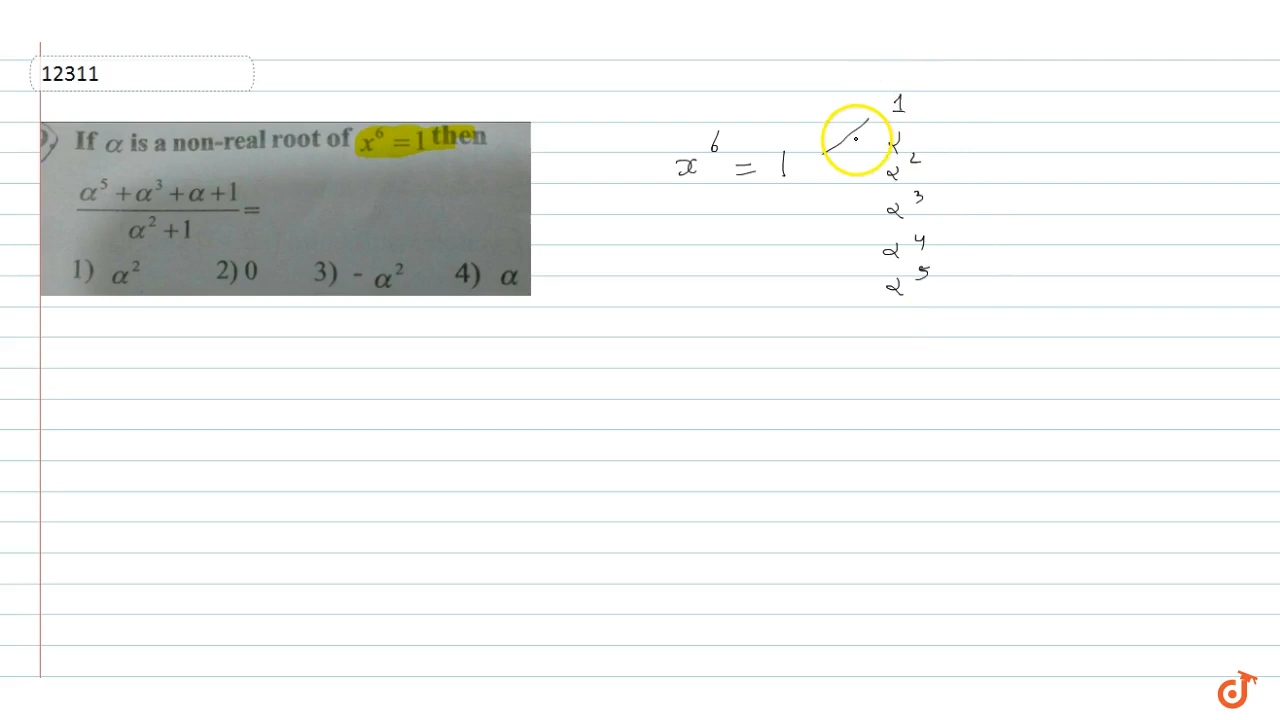 12311
If α is a non-real root of x⁶ = 1 then
α⁵ + α³ + α + 1
α² + 1
=
1) α² 2) 0 3) - α² 4) α
x⁶ = 1
1
α
α²
α³
α⁴
α⁵